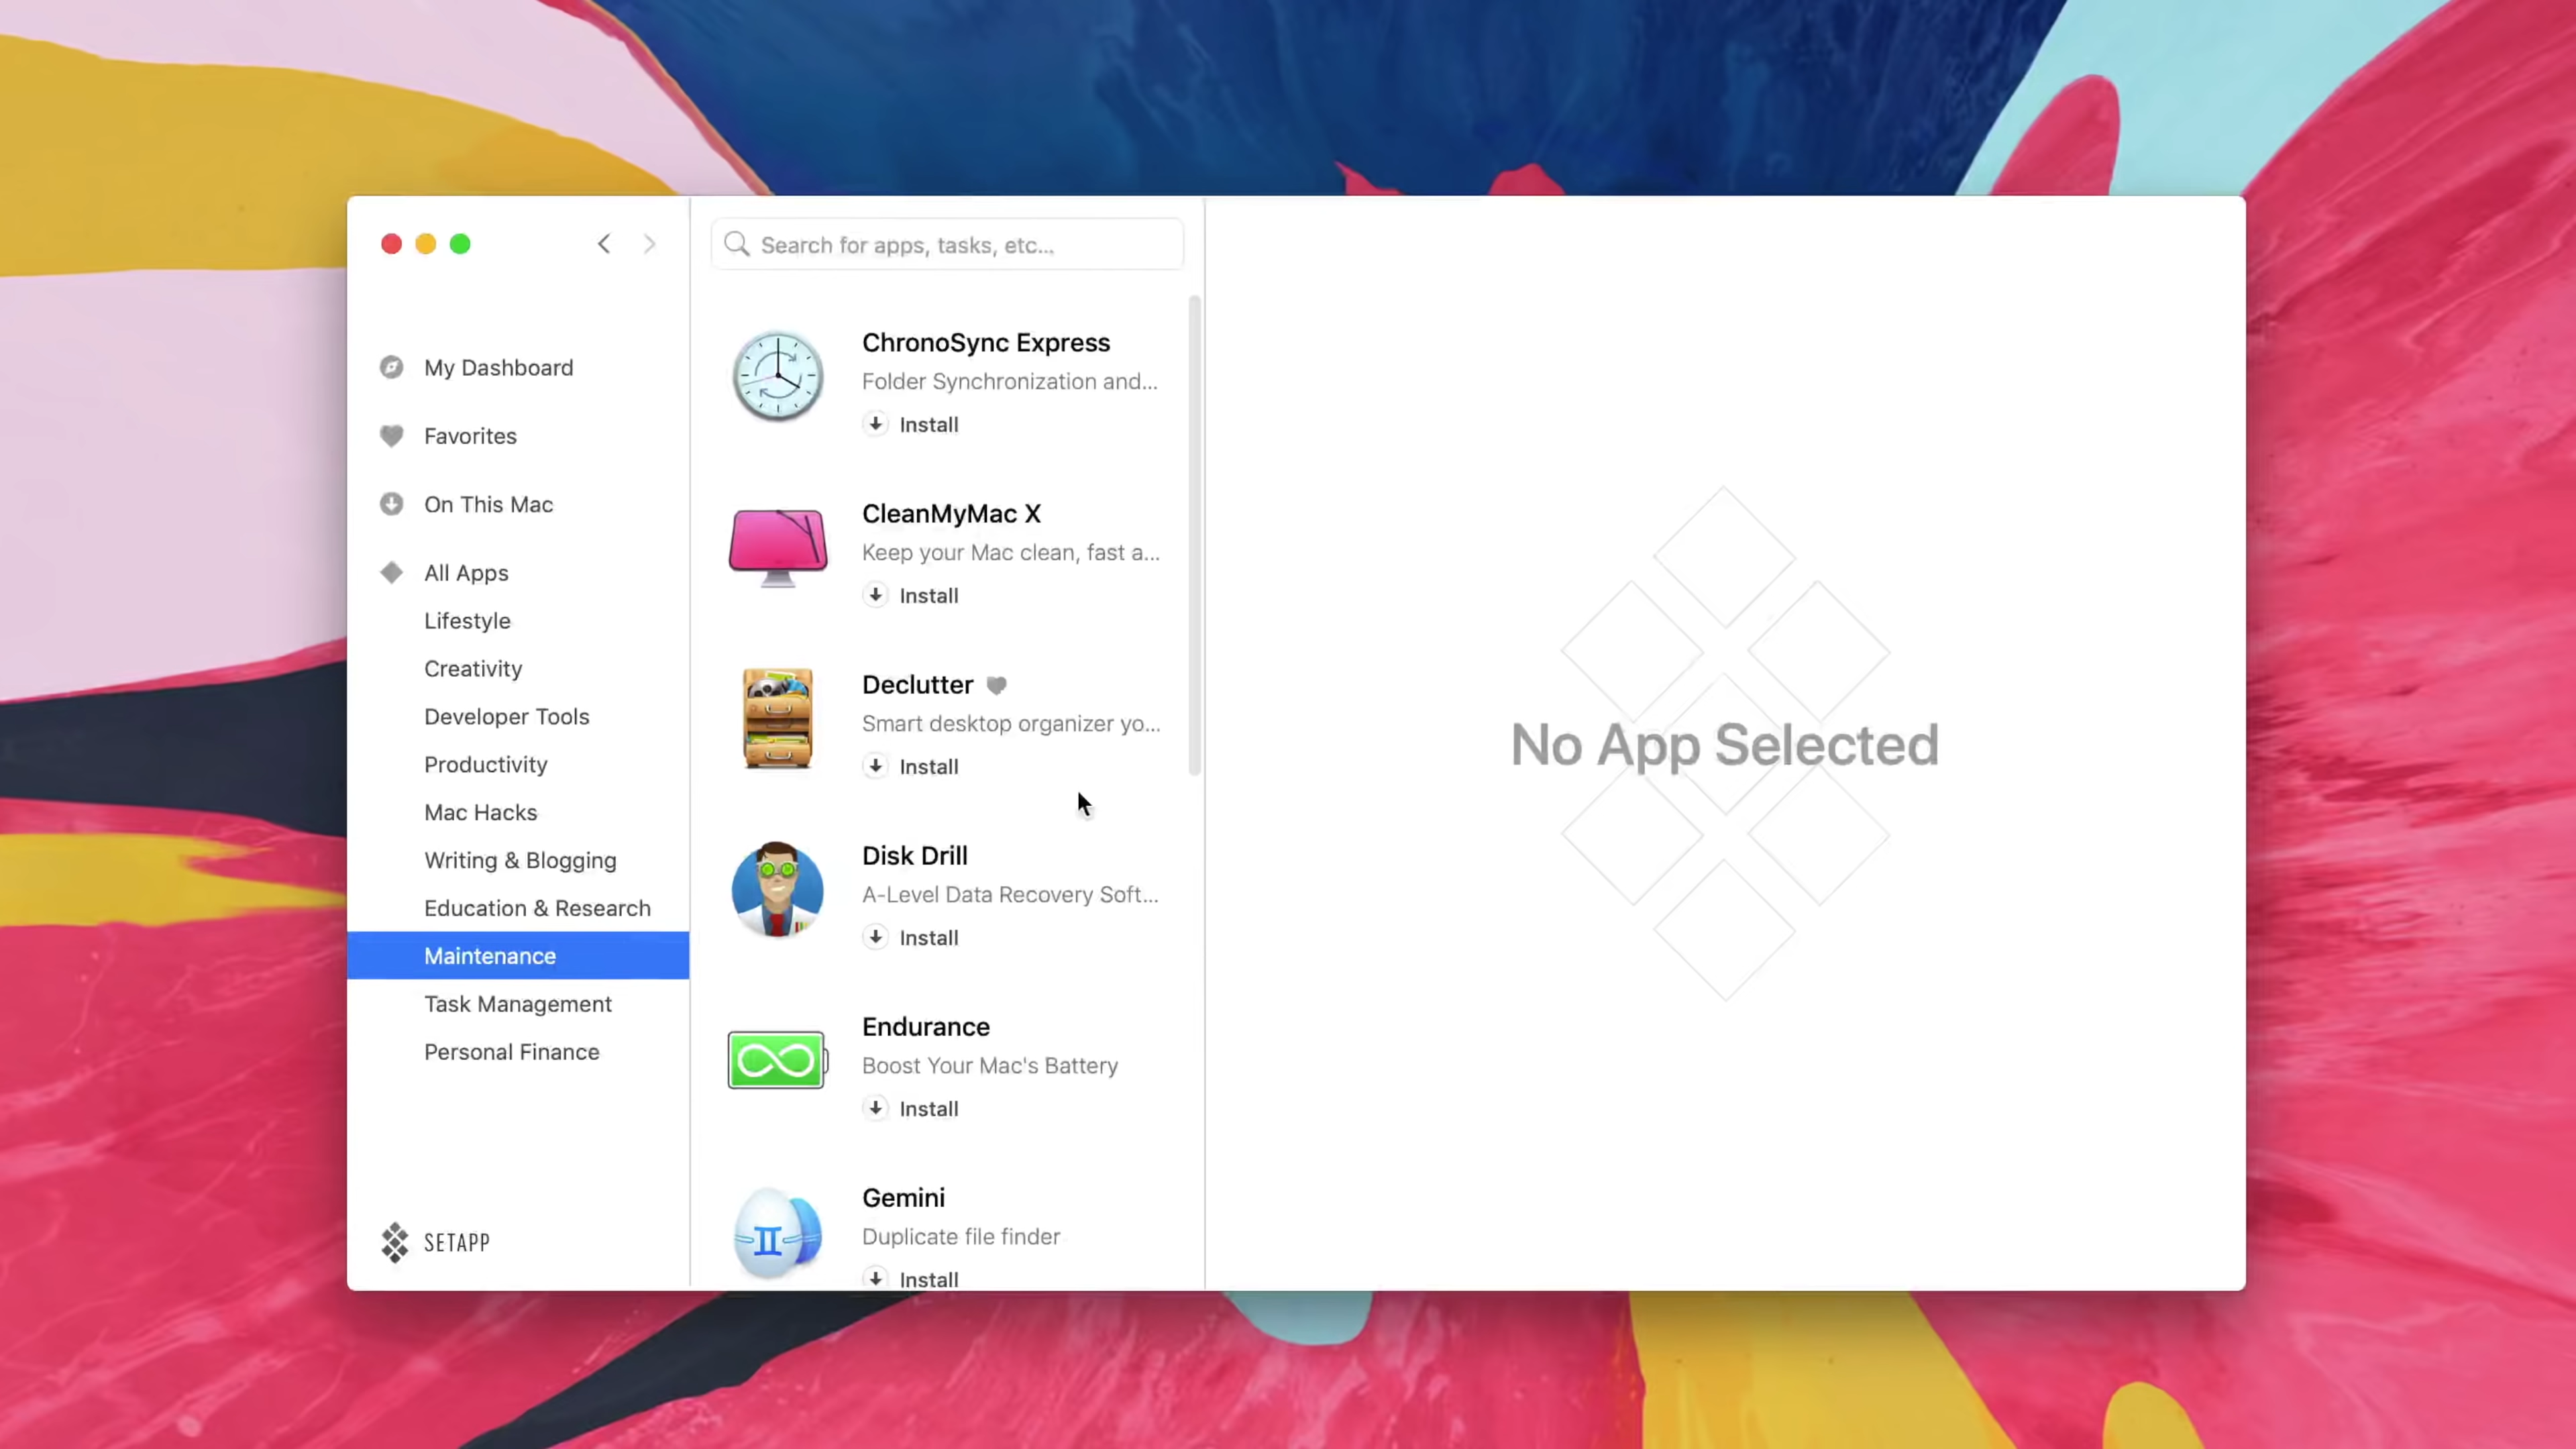 Search for apps, tasks, etc...
My Dashboard
Favorites
On This Mac
All Apps
Lifestyle
Creativity
Developer Tools
Productivity
Mac Hacks
Writing & Blogging
Education & Research
Maintenance
Task Management
Personal Finance
SETAPP
ChronoSync Express
Folder Synchronization and...
Install
CleanMyMac X
Keep your Mac clean, fast a...
Install
Declutter
Smart desktop organizer yo...
Install
Disk Drill
A-Level Data Recovery Soft...
Install
Endurance
Boost Your Mac's Battery
Install
Gemini
Duplicate file finder
Install
No App Selected